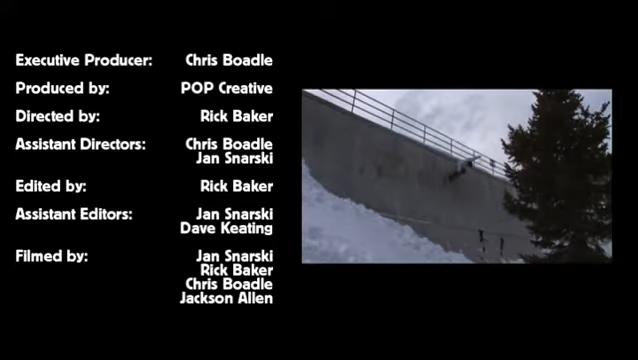 Executive Producer: Chris Boadle
Produced by: POP Creative
Directed by: Rick Baker
Assistant Directors: Chris Boadle
Jan Snarski
Edited by: Rick Baker
Assistant Editors: Jan Snarski
Dave Keating
Filmed by: Jan Snarski
Rick Baker
Chris Boadle
Jackson Allen